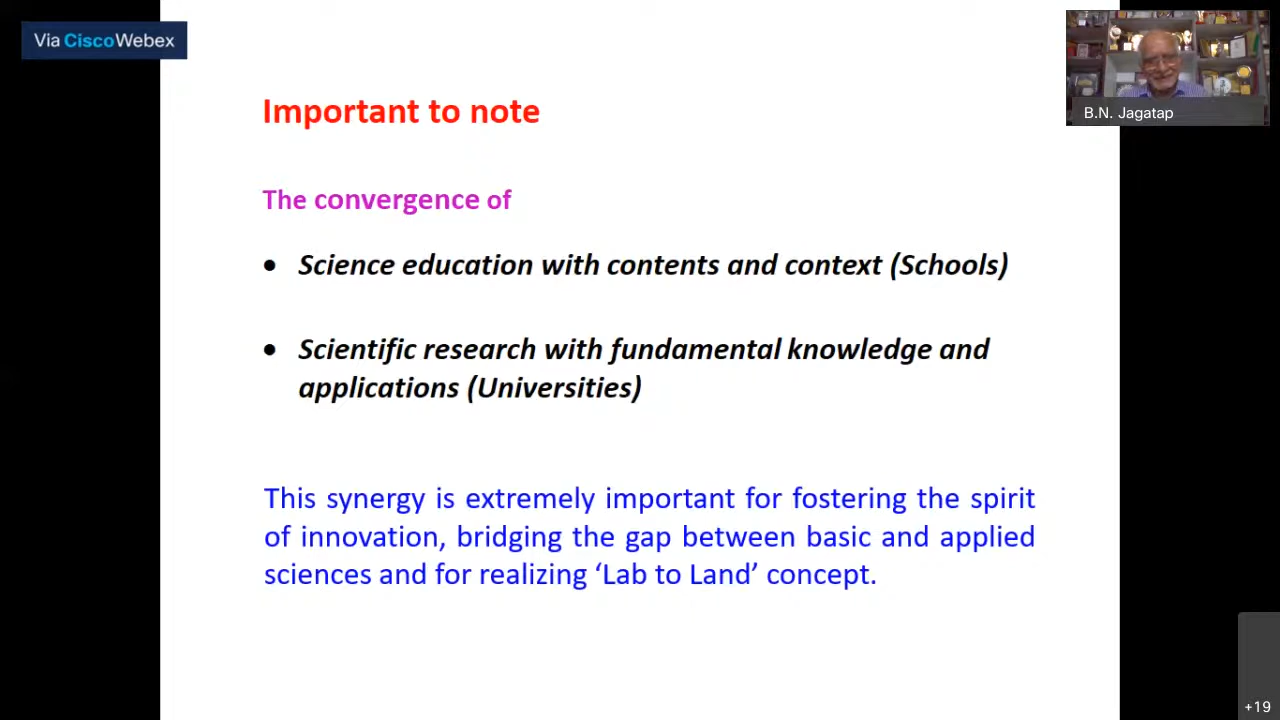 Via Cisco Webex
B.N. Jagatap
Important to note
The convergence of
• Science education with contents and context (Schools)
• Scientific research with fundamental knowledge and
applications (Universities)
This synergy is extremely important for fostering the spirit
of innovation, bridging the gap between basic and applied
sciences and for realizing ‘Lab to Land’ concept.
+19